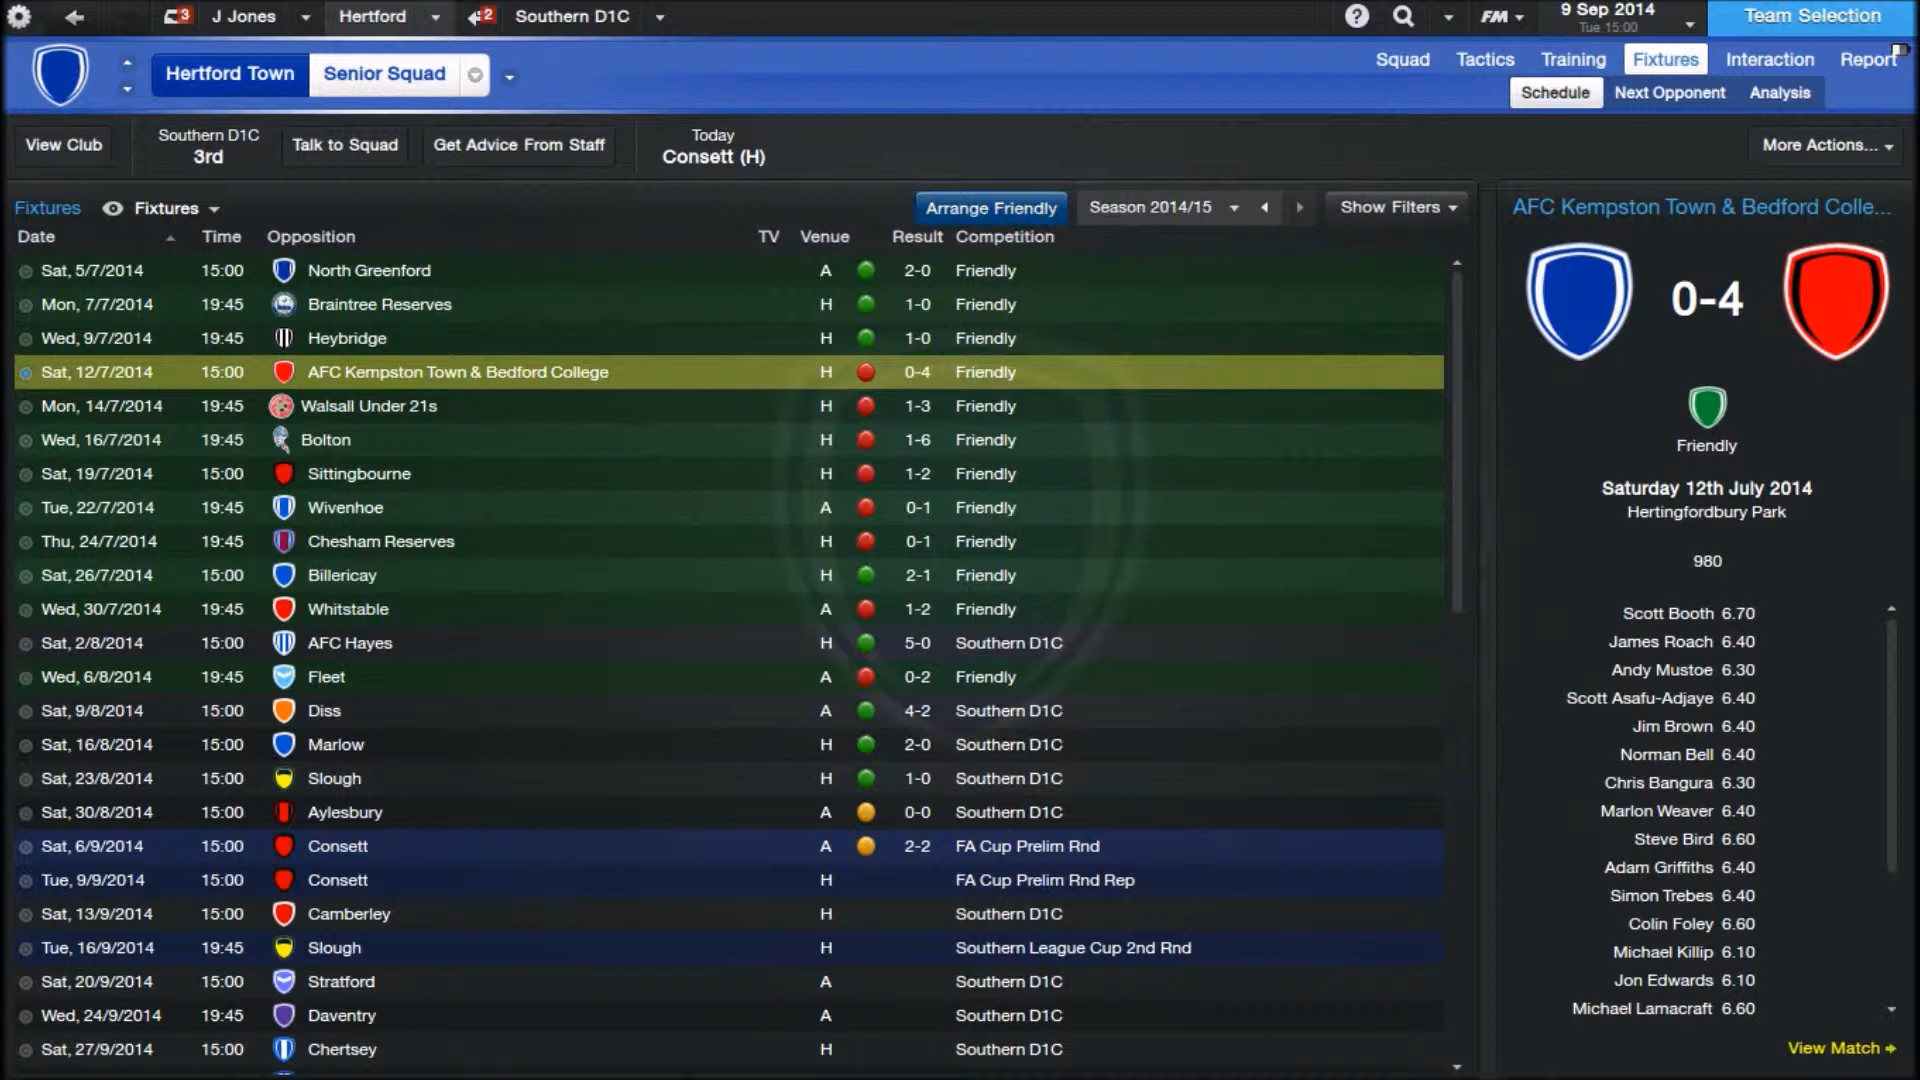 3 J Jones Hertford 2 Southern D1C ? FM 9 Sep 2014 Team Selection
Tue 15:00
Hertford Town Senior Squad Squad Tactics Training Fixtures Interaction Report
Schedule Next Opponent Analysis
View Club Southern D1C 3rd Talk to Squad Get Advice From Staff Today Consett (H) More Actions...
Fixtures Fixtures Arrange Friendly Season 2014/15 Show Filters
Date Time Opposition TV Venue Result Competition
Sat, 5/7/2014 15:00 North Greenford A 2-0 Friendly
Mon, 7/7/2014 19:45 Braintree Reserves H 1-0 Friendly
Wed, 9/7/2014 19:45 Heybridge H 1-0 Friendly
Sat, 12/7/2014 15:00 AFC Kempston Town & Bedford College H 0-4 Friendly
Mon, 14/7/2014 19:45 Walsall Under 21s H 1-3 Friendly
Wed, 16/7/2014 19:45 Bolton H 1-6 Friendly
Sat, 19/7/2014 15:00 Sittingbourne H 1-2 Friendly
Tue, 22/7/2014 19:45 Wivenhoe A 0-1 Friendly
Thu, 24/7/2014 19:45 Chesham Reserves H 0-1 Friendly
Sat, 26/7/2014 15:00 Billericay H 2-1 Friendly
Wed, 30/7/2014 19:45 Whitstable A 1-2 Friendly
Sat, 2/8/2014 15:00 AFC Hayes H 5-0 Southern D1C
Wed, 6/8/2014 19:45 Fleet A 0-2 Friendly
Sat, 9/8/2014 15:00 Diss A 4-2 Southern D1C
Sat, 16/8/2014 15:00 Marlow H 2-0 Southern D1C
Sat, 23/8/2014 15:00 Slough H 1-0 Southern D1C
Sat, 30/8/2014 15:00 Aylesbury A 0-0 Southern D1C
Sat, 6/9/2014 15:00 Consett A 2-2 FA Cup Prelim Rnd
Tue, 9/9/2014 15:00 Consett H FA Cup Prelim Rnd Rep
Sat, 13/9/2014 15:00 Camberley H Southern D1C
Tue, 16/9/2014 19:45 Slough H Southern League Cup 2nd Rnd
Sat, 20/9/2014 15:00 Stratford A Southern D1C
Wed, 24/9/2014 19:45 Daventry A Southern D1C
Sat, 27/9/2014 15:00 Chertsey H Southern D1C
AFC Kempston Town & Bedford Colle...
0-4
Friendly
Saturday 12th July 2014
Hertingfordbury Park
980
Scott Booth 6.70
James Roach 6.40
Andy Mustoe 6.30
Scott Asafu-Adjaye 6.40
Jim Brown 6.40
Norman Bell 6.40
Chris Bangura 6.30
Marlon Weaver 6.40
Steve Bird 6.60
Adam Griffiths 6.40
Simon Trebes 6.40
Colin Foley 6.60
Michael Killip 6.10
Jon Edwards 6.10
Michael Lamacraft 6.60
View Match